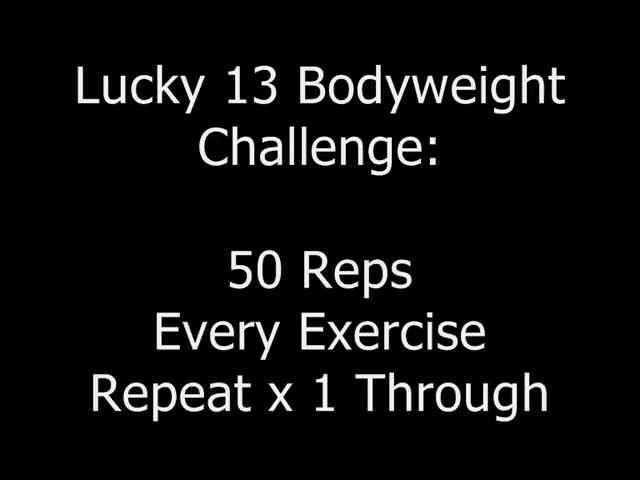 Lucky 13 Bodyweight
Challenge:
50 Reps
Every Exercise
Repeat x 1 Through